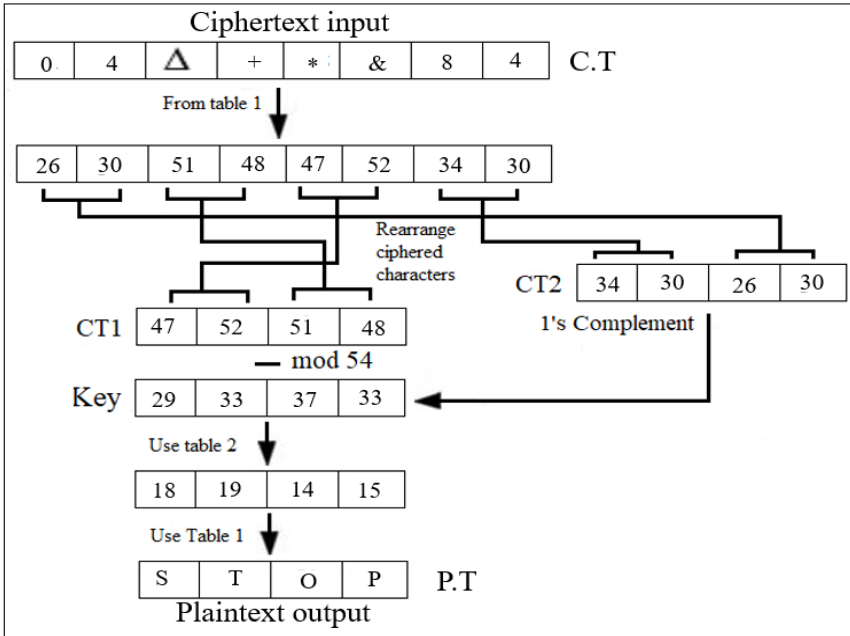 Ciphertext input
0 4 Δ + * & 8 4 C.T
From table 1
26 30 51 48 47 52 34 30
Rearrange
ciphered
characters
CT2 34 30 26 30
1's Complement
CT1 47 52 51 48
— mod 54
Key 29 33 37 33
Use table 2
18 19 14 15
Use Table 1
S T O P P.T
Plaintext output